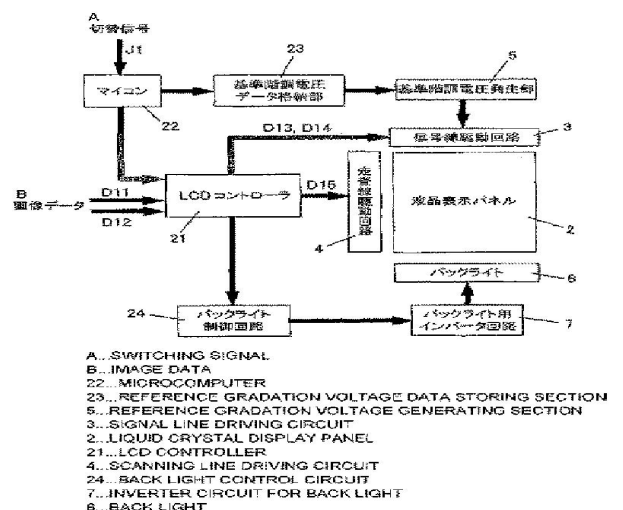 A
切替信号
J1
マイコン
22
23
基準階調電圧
データ格納部
5
基準階調電圧発生部
D13, D14
信号線駆動回路
3
B
画像データ
D11
D12
LCDコントローラ
21
D15
走査線駆動回路
4
液晶表示パネル
2
バックライト
6
24
バックライト
制御回路
バックライト用
インバータ回路
7
A...SWITCHING SIGNAL
B...IMAGE DATA
22...MICROCOMPUTER
23...REFERENCE GRADATION VOLTAGE DATA STORING SECTION
5...REFERENCE GRADATION VOLTAGE GENERATING SECTION
3...SIGNAL LINE DRIVING CIRCUIT
2...LIQUID CRYSTAL DISPLAY PANEL
21...LCD CONTROLLER
4...SCANNING LINE DRIVING CIRCUIT
24...BACK LIGHT CONTROL CIRCUIT
7...INVERTER CIRCUIT FOR BACK LIGHT
6...BACK LIGHT